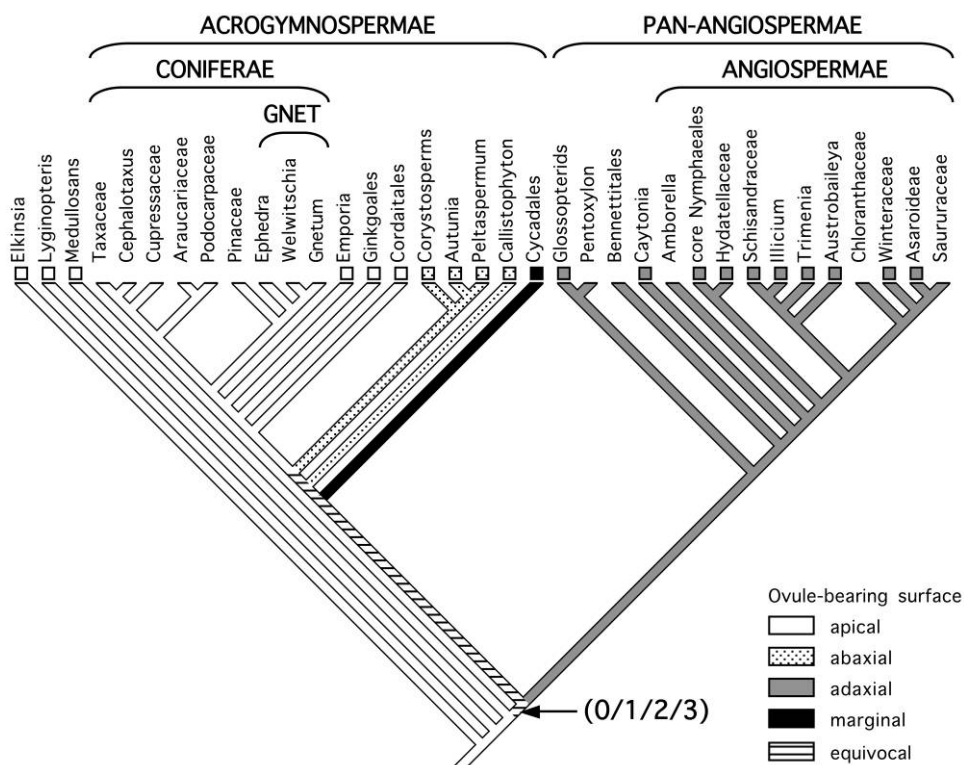 ACROGYMNOSPERMAE
PAN-ANGIOSPERMAE
CONIFERAE
ANGIOSPERMAE
GNET
Elkinsia
Lyginopteris
Medullosans
Taxaceae
Cephalotaxus
Cupressaceae
Araucariaceae
Podocarpaceae
Pinaceae
Ephedra
Welwitschia
Gnetum
Emporia
Ginkgoales
Cordaitales
Corystosperms
Autunia
Peltaspermum
Callistophyton
Cycadales
Glossopterids
Pentoxylon
Bennettitales
Caytonia
Amborella
core Nymphaeales
Hydatellaceae
Schisandraceae
Illicium
Trimenia
Austrobaileya
Chloranthaceae
Winteraceae
Asaroideae
Saururaceae
(0/1/2/3)
Ovule-bearing surface
apical
abaxial
adaxial
marginal
equivocal